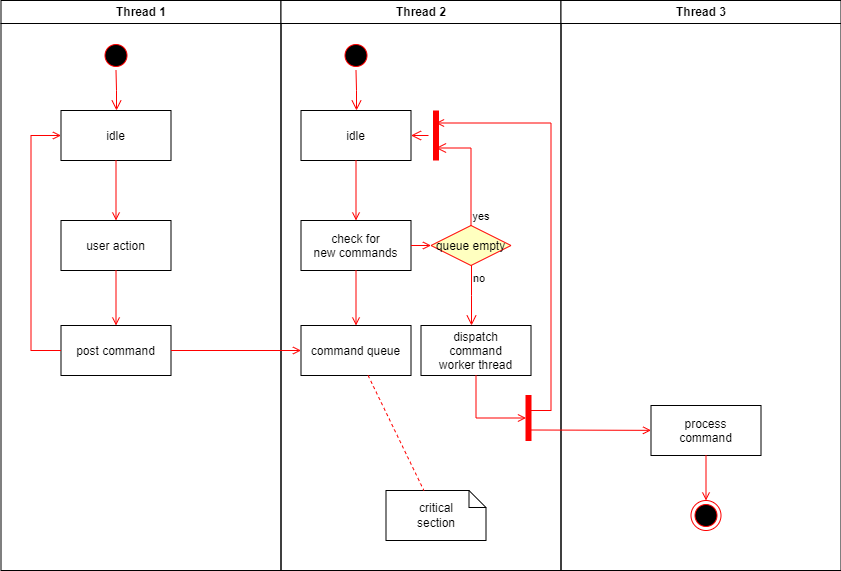 Thread 1
Thread 2
Thread 3
idle
idle
user action
check for
new commands
queue empty
yes
no
post command
command queue
dispatch
command
worker thread
process
command
critical
section